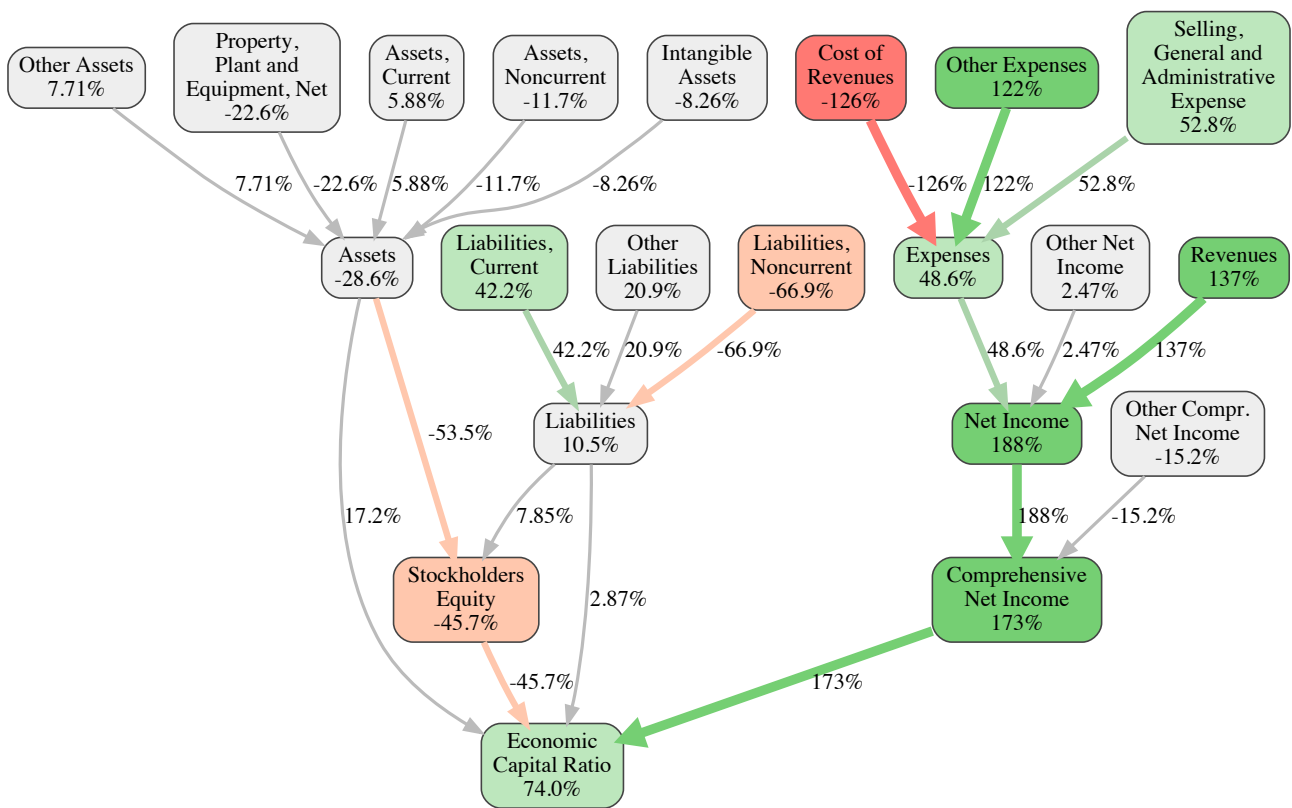 Other Assets
7.71%
Property,
Plant and
Equipment, Net
-22.6%
Assets,
Current
5.88%
Assets,
Noncurrent
-11.7%
Intangible
Assets
-8.26%
Cost of
Revenues
-126%
Other Expenses
122%
Selling,
General and
Administrative
Expense
52.8%
7.71%
-22.6%
5.88%
-11.7%
-8.26%
-126%
122%
52.8%
Assets
-28.6%
Liabilities,
Current
42.2%
Other
Liabilities
20.9%
Liabilities,
Noncurrent
-66.9%
Expenses
48.6%
Other Net
Income
2.47%
Revenues
137%
42.2%
20.9%
-66.9%
48.6%
2.47%
137%
-53.5%
Liabilities
10.5%
Net Income
188%
Other Compr.
Net Income
-15.2%
17.2%
7.85%
188%
-15.2%
Stockholders
Equity
-45.7%
2.87%
Comprehensive
Net Income
173%
-45.7%
173%
Economic
Capital Ratio
74.0%